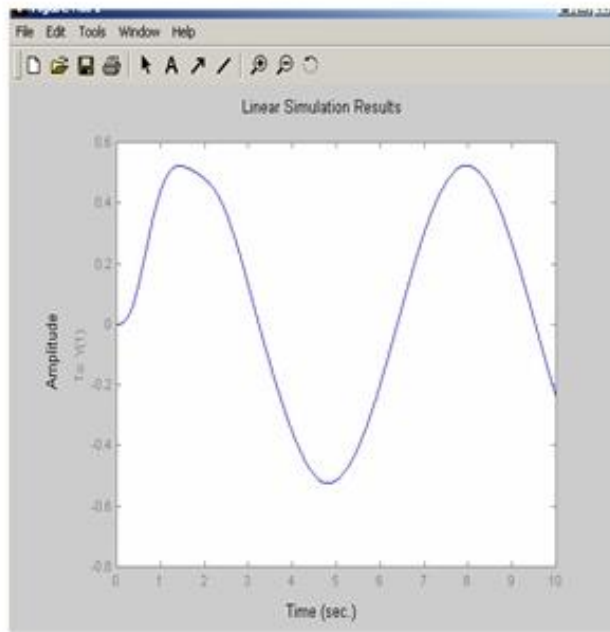 File Edit Tools Window Help
A
Linear Simulation Results
0.6
0.4
0.2
0
-0.2
-0.4
-0.6
-0.8
Amplitude
To: Y(1)
0 1 2 3 4 5 6 7 8 9 10
Time (sec.)